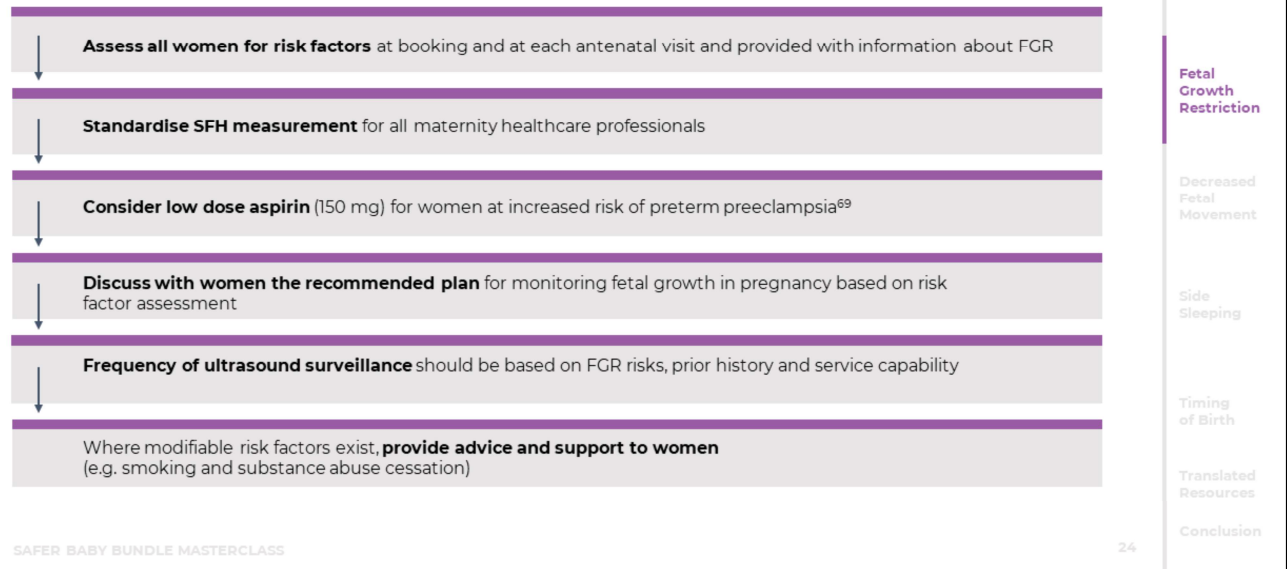 Assess all women for risk factors at booking and at each antenatal visit and provided with information about FGR
Standardise SFH measurement for all maternity healthcare professionals
Consider low dose aspirin (150 mg) for women at increased risk of preterm preeclampsia⁶⁹
Discuss with women the recommended plan for monitoring fetal growth in pregnancy based on risk
factor assessment
Frequency of ultrasound surveillance should be based on FGR risks, prior history and service capability
Where modifiable risk factors exist, provide advice and support to women
(e.g. smoking and substance abuse cessation)
Fetal
Growth
Restriction
Decreased
Fetal
Movement
Side
Sleeping
Timing
of Birth
Translated
Resources
Conclusion
SAFER BABY BUNDLE MASTERCLASS
24